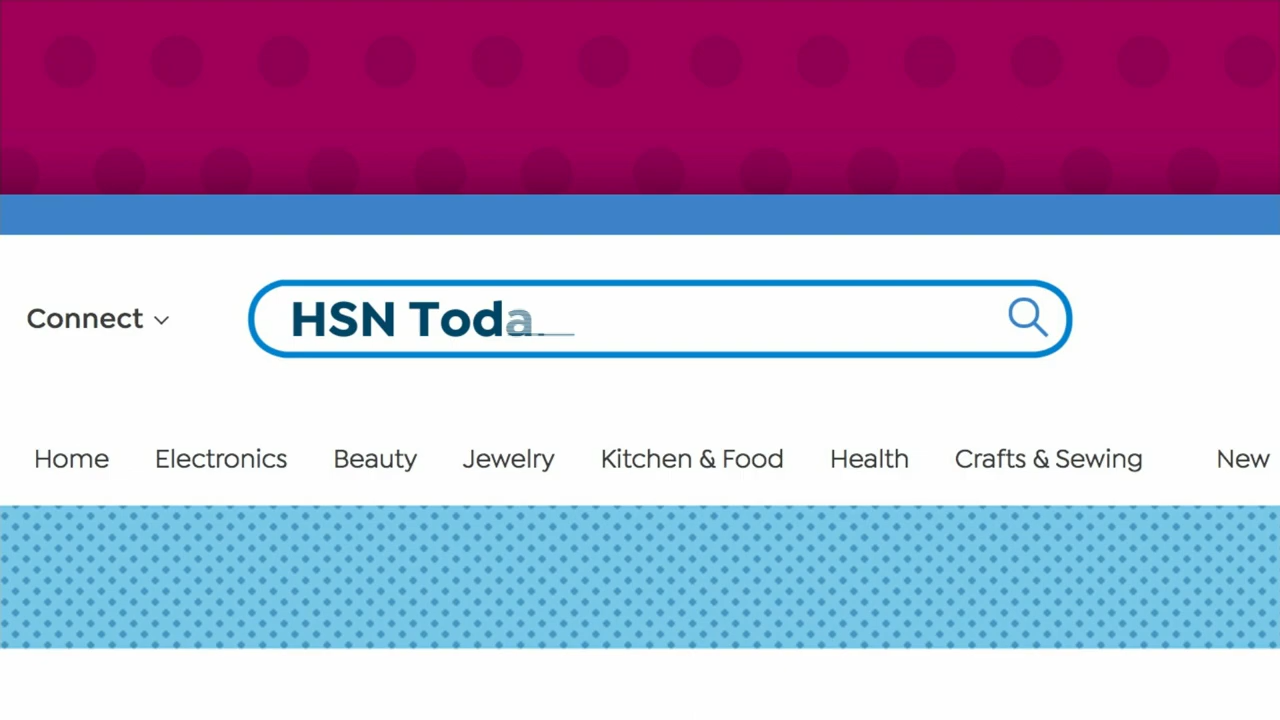 Connect
HSN Toda
Home Electronics Beauty Jewelry Kitchen & Food Health Crafts & Sewing New